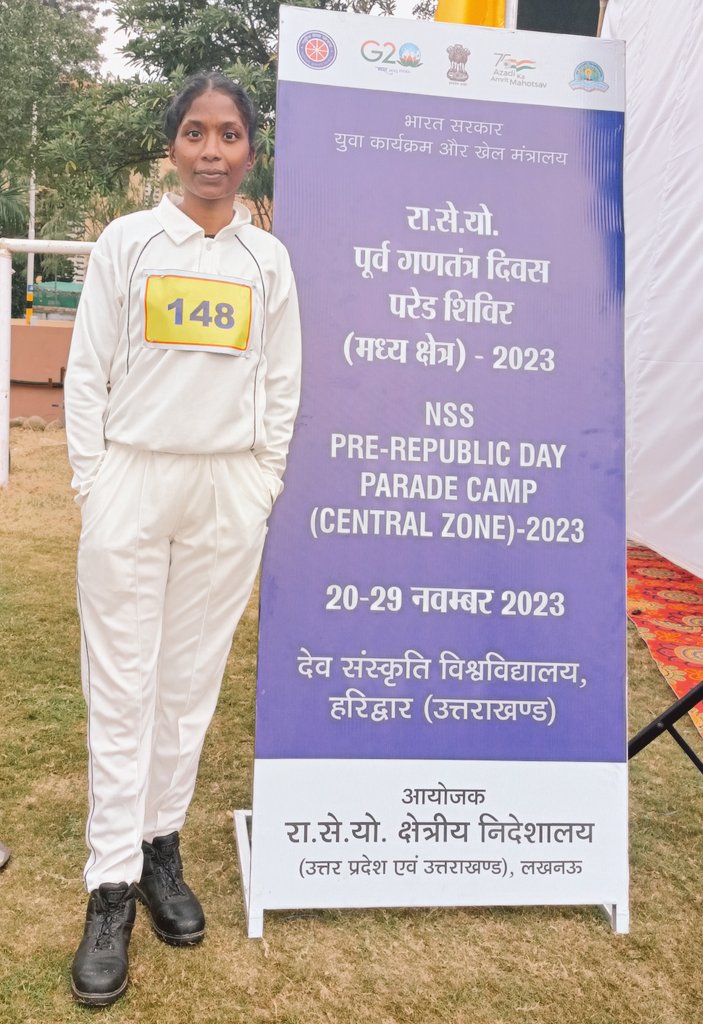 G20
75
Azadi Ka
Amrit Mahotsav
भारत सरकार
युवा कार्यक्रम और खेल मंत्रालय
रा.से.यो.
पूर्व गणतंत्र दिवस
परेड शिविर
(मध्य क्षेत्र) - 2023
NSS
PRE-REPUBLIC DAY
PARADE CAMP
(CENTRAL ZONE)-2023
20-29 नवम्बर 2023
देव संस्कृति विश्वविद्यालय,
हरिद्वार (उत्तराखण्ड)
आयोजक
रा.से.यो. क्षेत्रीय निदेशालय
(उत्तर प्रदेश एवं उत्तराखण्ड), लखनऊ
148